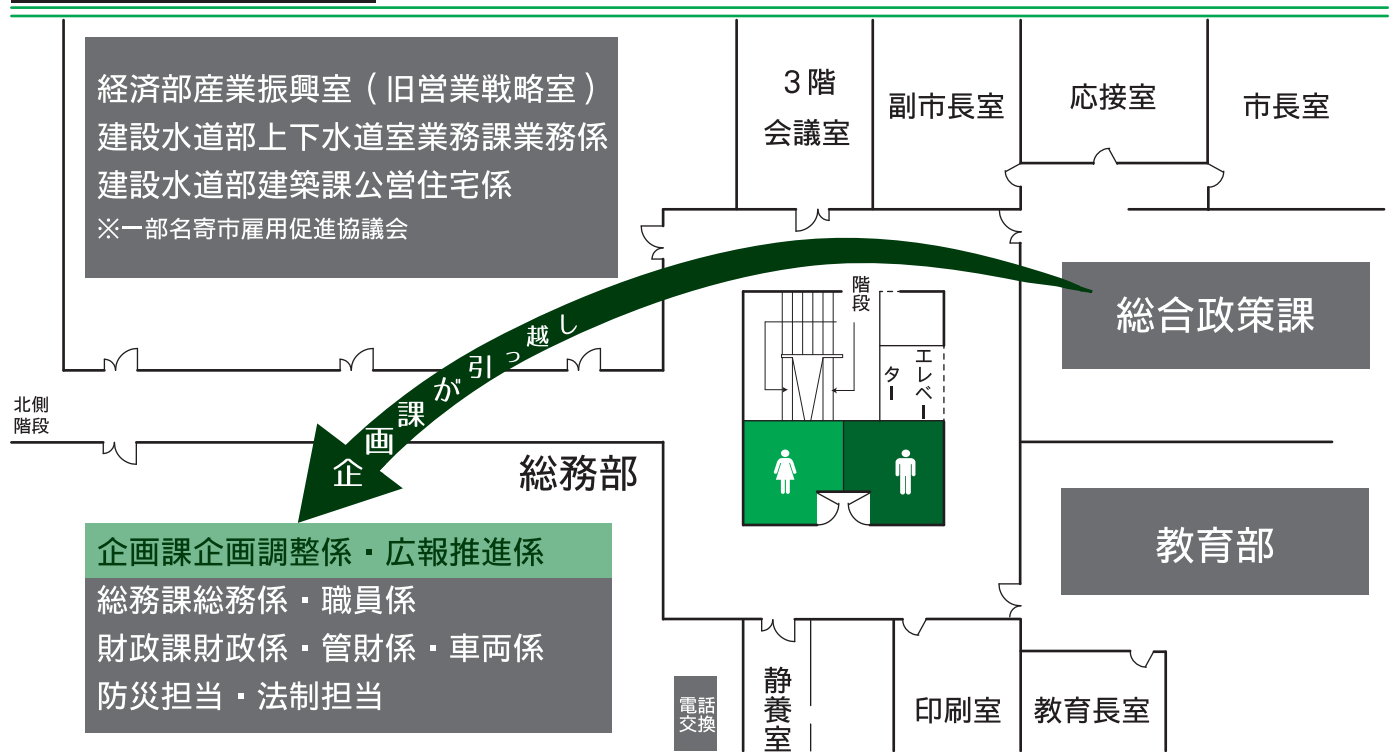 経済部産業振興室（旧営業戦略室）
建設水道部上下水道室業務課業務係
建設水道部建築課公営住宅係
※一部名寄市雇用促進協議会
3階
会議室
副市長室
応接室
市長室
総合政策課
階段
エレベー
ター
企画課が引っ越し
北側
階段
総務部
企画課企画調整係・広報推進係
総務課総務係・職員係
財政課財政係・管財係・車両係
防災担当・法制担当
教育部
電話
交換
静養室
印刷室
教育長室